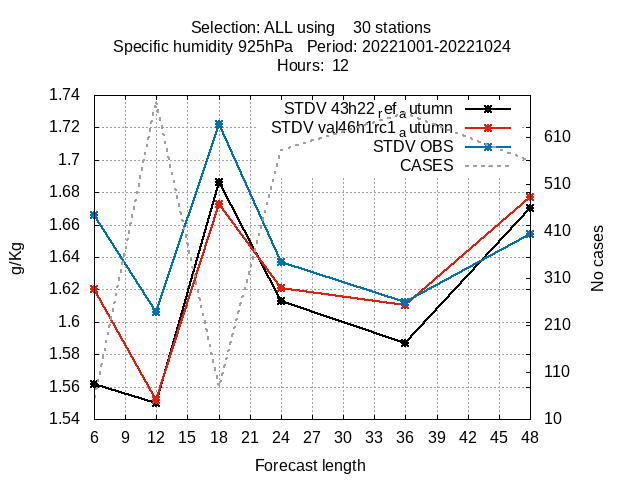 Selection: ALL using    30 stations
Specific humidity 925hPa   Period: 20221001-20221024
Hours:  12
STDV 43h22ref_autumn
STDV val46h1rc1_autumn
STDV OBS
CASES
1.74
1.72
1.7
1.68
1.66
1.64
1.62
1.6
1.58
1.56
1.54
610
510
410
310
210
110
10
g/Kg
No cases
6 9 12 15 18 21 24 27 30 33 36 39 42 45 48
Forecast length